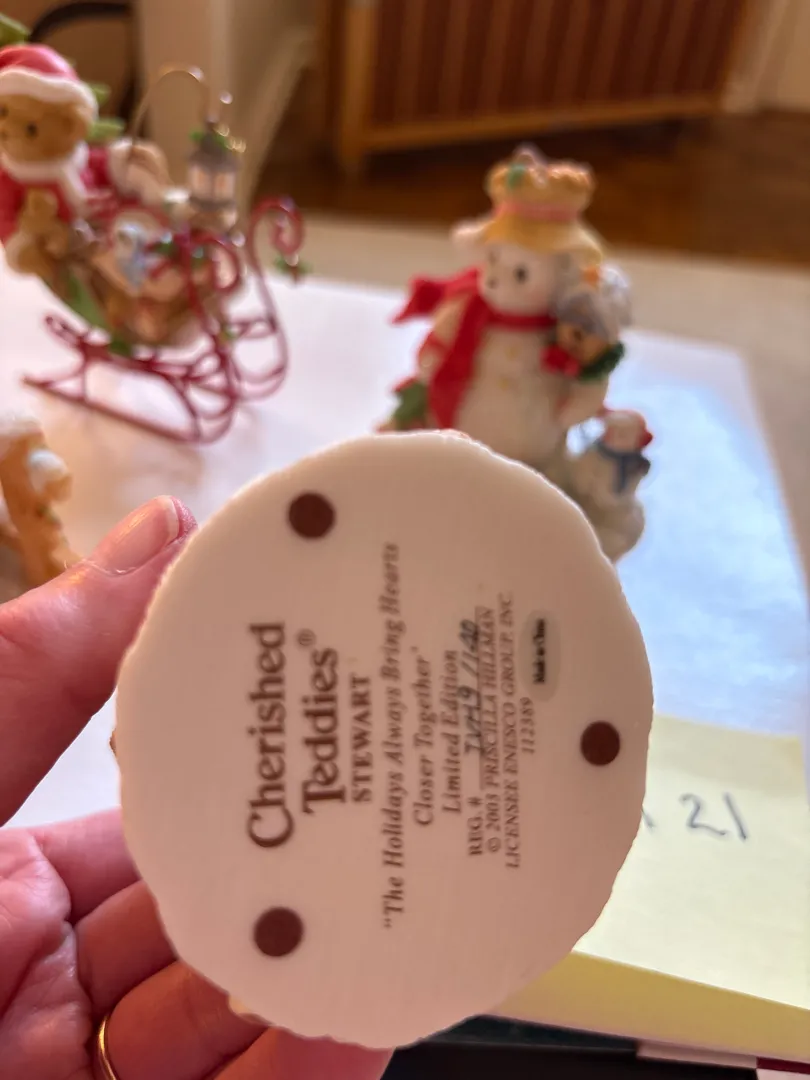 Cherished
Teddies®
STEWART
"The Holidays Always Bring Hearts
Closer Together"
Limited Edition
REG. #
© 2003 PRISCILLA HILLMAN
LICENSEE ENESCO GROUP, INC.
112389
Made in China
21